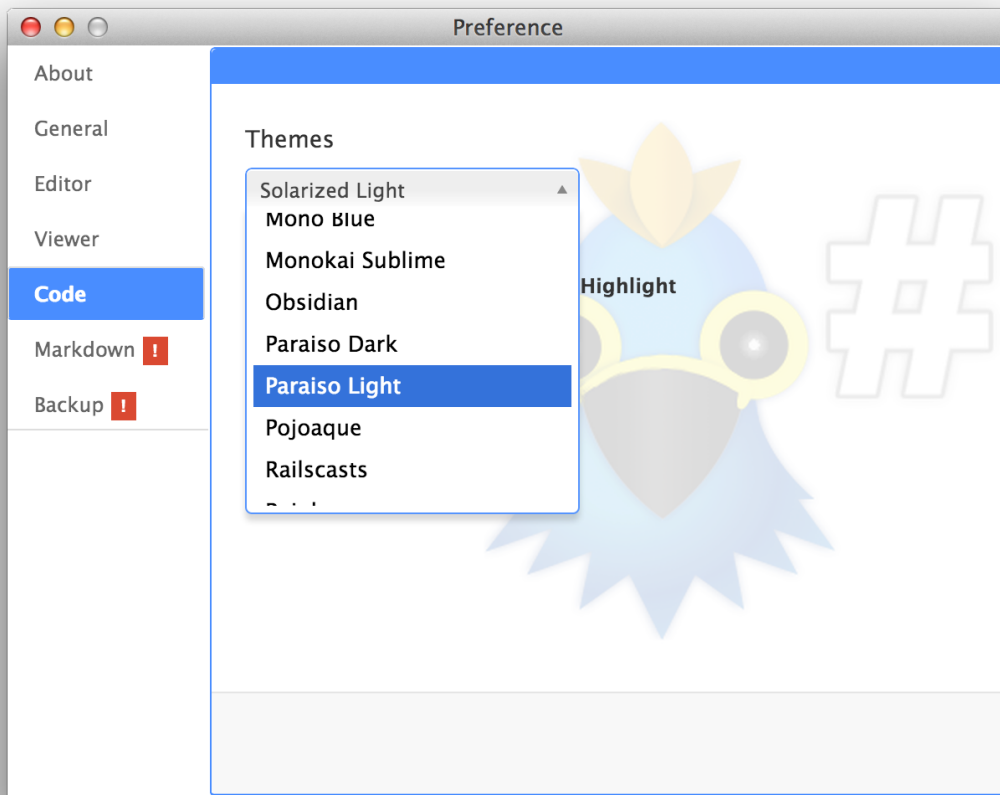 Preference
About
General
Editor
Viewer
Code
Markdown !
Backup !
Themes
Solarized Light
Mono Blue
Monokai Sublime
Obsidian
Paraiso Dark
Paraiso Light
Pojoaque
Railscasts
Highlight
#